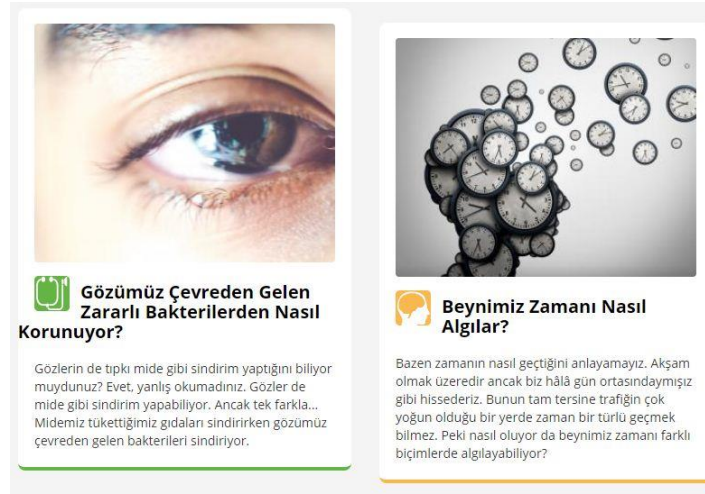 Gözümüz Çevreden Gelen
Zararlı Bakterilerden Nasıl
Korunuyor?
Gözlerin de tıpkı mide gibi sindirim yaptığını biliyor
muydunuz? Evet, yanlış okumadınız. Gözler de
mide gibi sindirim yapabiliyor. Ancak tek farkla...
Midemiz tükettiğimiz gıdaları sindirirken gözümüz
çevreden gelen bakterileri sindiriyor.
Beynimiz Zamanı Nasıl
Algılar?
Bazen zamanın nasıl geçtiğini anlayamayız. Akşam
olmak üzeredir ancak biz hâlâ gün ortasındaymışız
gibi hissederiz. Bunun tam tersine trafiğin çok
yoğun olduğu bir yerde zaman bir türlü geçmek
bilmez. Peki nasıl oluyor da beynimiz zamanı farklı
biçimlerde algılayabiliyor?